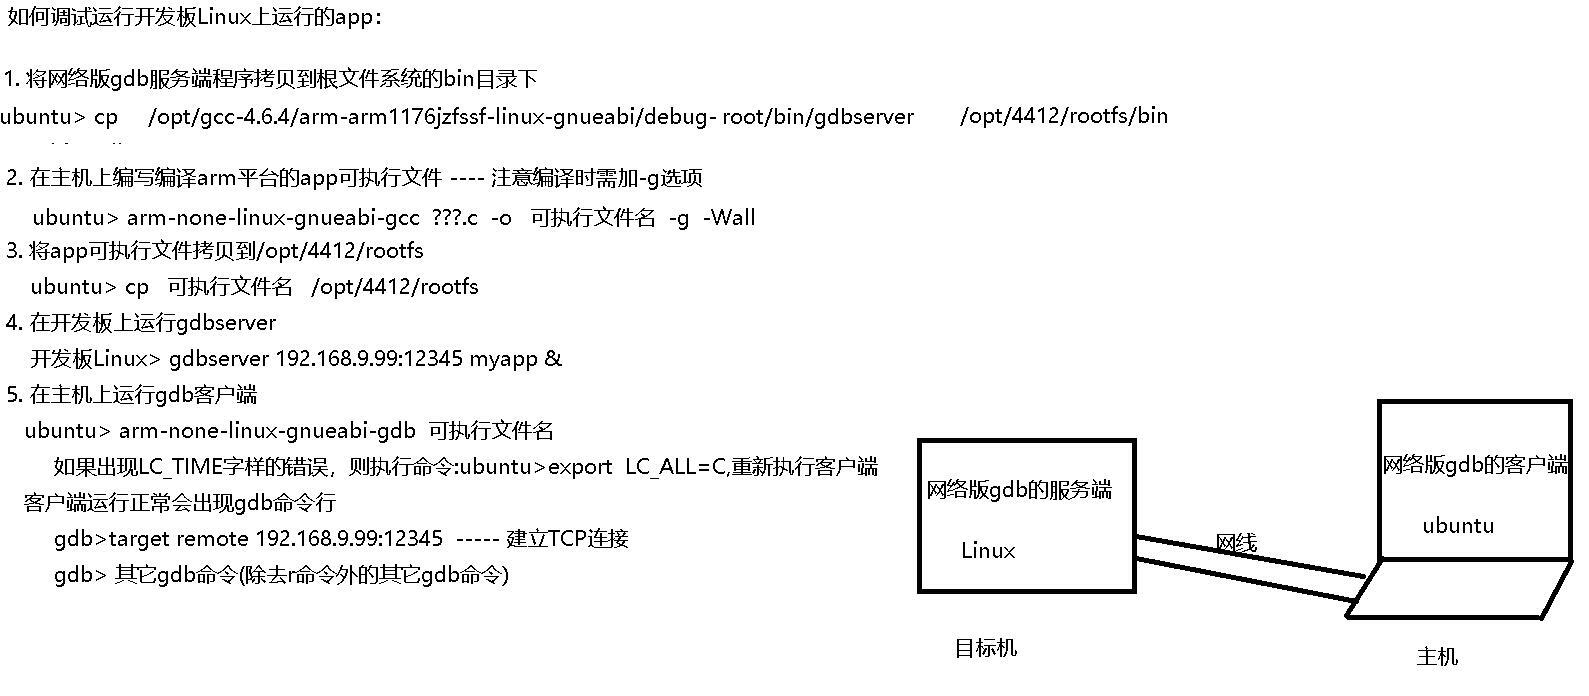 如何调试运行开发板Linux上运行的app：
1. 将网络版gdb服务端程序拷贝到根文件系统的bin目录下
ubuntu> cp /opt/gcc-4.6.4/arm-arm1176jzfssf-linux-gnueabi/debug- root/bin/gdbserver /opt/4412/rootfs/bin
2. 在主机上编写编译arm平台的app可执行文件 ---- 注意编译时需加-g选项
ubuntu> arm-none-linux-gnueabi-gcc ???.c -o 可执行文件名 -g -Wall
3. 将app可执行文件拷贝到/opt/4412/rootfs
ubuntu> cp 可执行文件名 /opt/4412/rootfs
4. 在开发板上运行gdbserver
开发板Linux> gdbserver 192.168.9.99:12345 myapp &
5. 在主机上运行gdb客户端
ubuntu> arm-none-linux-gnueabi-gdb 可执行文件名
如果出现LC_TIME字样的错误，则执行命令:ubuntu>export LC_ALL=C,重新执行客户端
客户端运行正常会出现gdb命令行
gdb>target remote 192.168.9.99:12345 ----- 建立TCP连接
gdb> 其它gdb命令(除去r命令外的其它gdb命令)
网络版gdb的服务端
Linux
目标机
网线
网络版gdb的客户端
ubuntu
主机